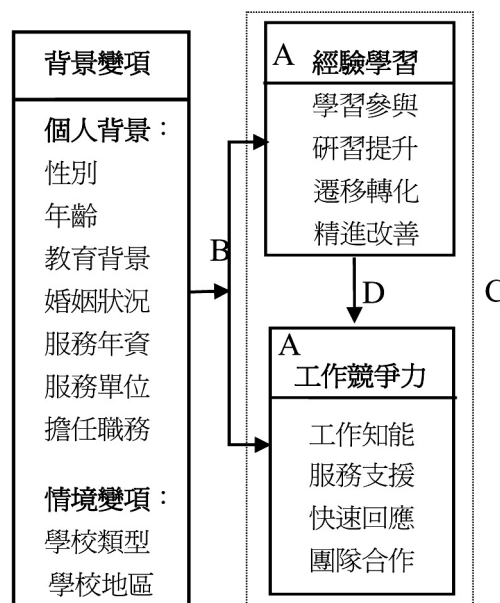 背景變項
個人背景：
性別
年齡
教育背景
婚姻狀況
服務年資
服務單位
擔任職務
情境變項：
學校類型
學校地區
B
A 經驗學習
學習參與
研習提升
遷移轉化
精進改善
D
C
A
工作競爭力
工作知能
服務支援
快速回應
團隊合作